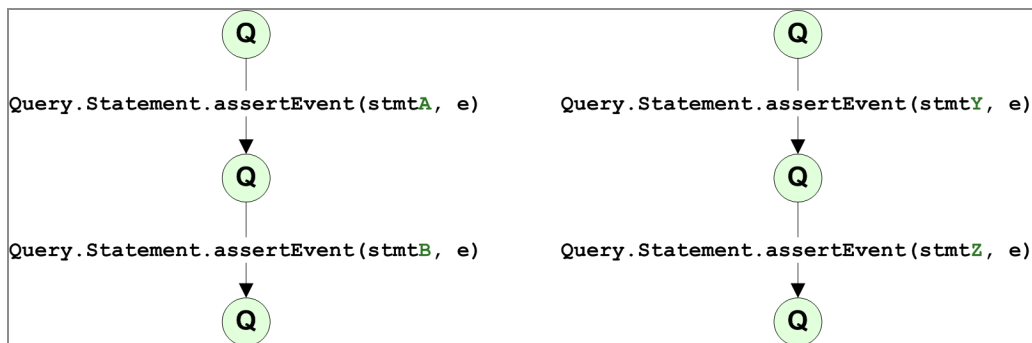 Q Q
Query.Statement.assertEvent(stmtA, e) Query.Statement.assertEvent(stmtY, e)
Q Q
Query.Statement.assertEvent(stmtB, e) Query.Statement.assertEvent(stmtZ, e)
Q Q